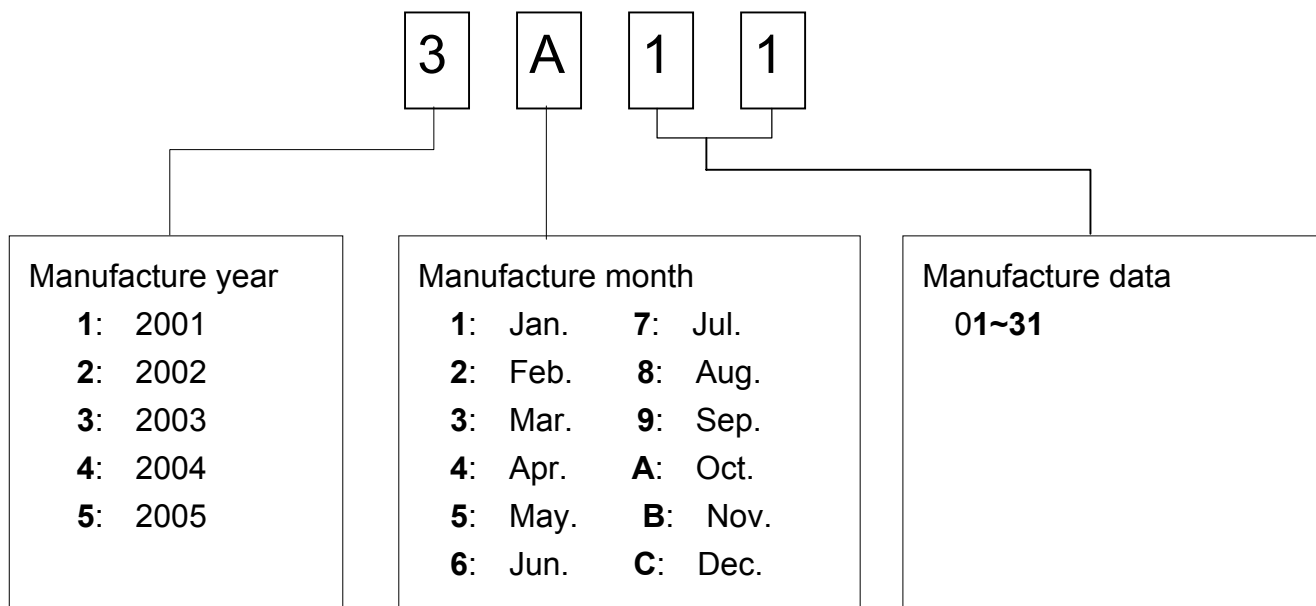 3 A 1 1
Manufacture year
1: 2001
2: 2002
3: 2003
4: 2004
5: 2005
Manufacture month
1: Jan. 7: Jul.
2: Feb. 8: Aug.
3: Mar. 9: Sep.
4: Apr. A: Oct.
5: May. B: Nov.
6: Jun. C: Dec.
Manufacture data
01~31